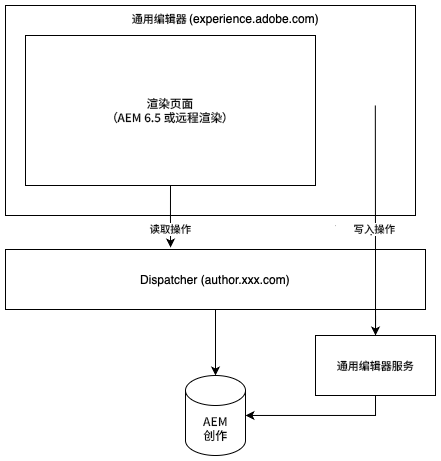 通用编辑器 (experience.adobe.com)
渲染页面
（AEM 6.5 或远程渲染）
读取操作
写入操作
Dispatcher (author.xxx.com)
通用编辑器服务
AEM
创作